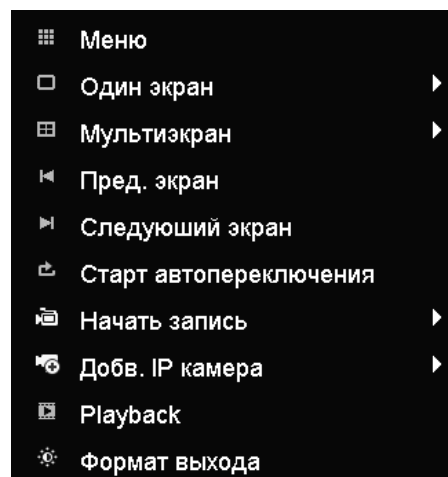 Меню
Один экран
Мультиэкран
Пред. экран
Следуюший экран
Старт автопереключения
Начать запись
Добв. IP камера
Playback
Формат выхода